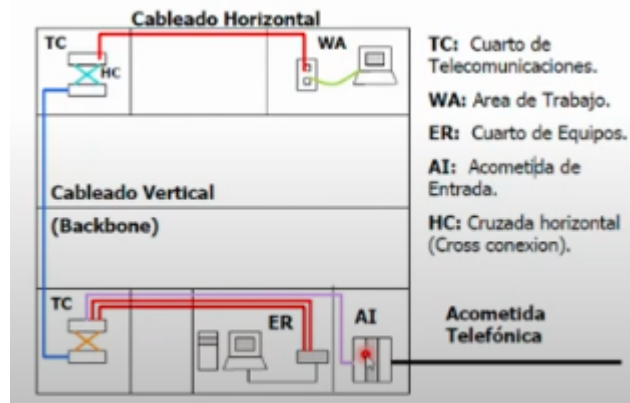 Cableado Horizontal
TC
HC
WA
Cableado Vertical
(Backbone)
TC
ER
AI
Acometida
Telefónica
TC: Cuarto de
Telecomunicaciones.
WA: Area de Trabajo.
ER: Cuarto de Equipos.
AI: Acometida de
Entrada.
HC: Cruzada horizontal
(Cross conexion).